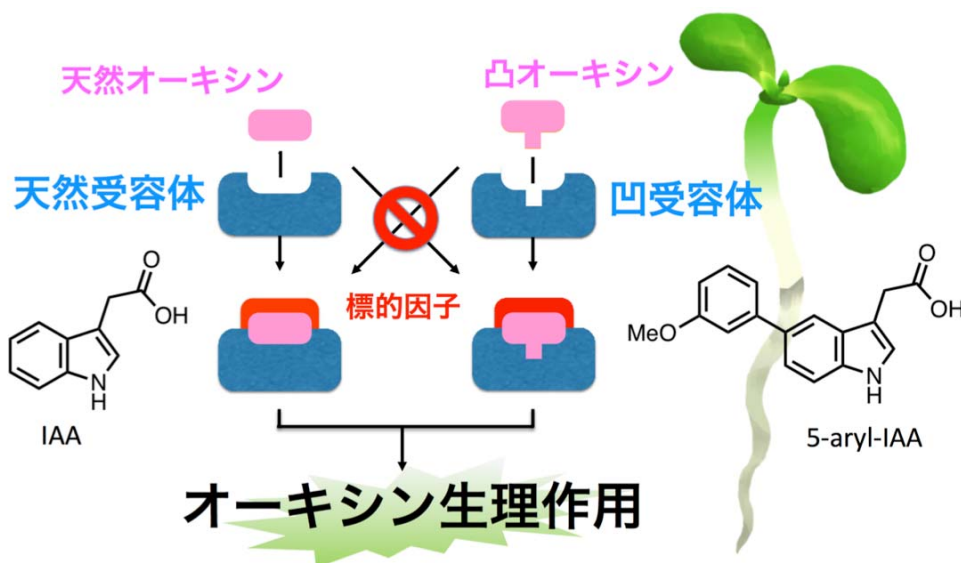 天然オーキシン
凸オーキシン
天然受容体
凹受容体
標的因子
O
OH
N
H
IAA
O
OH
MeO
N
H
5-aryl-IAA
オーキシン生理作用